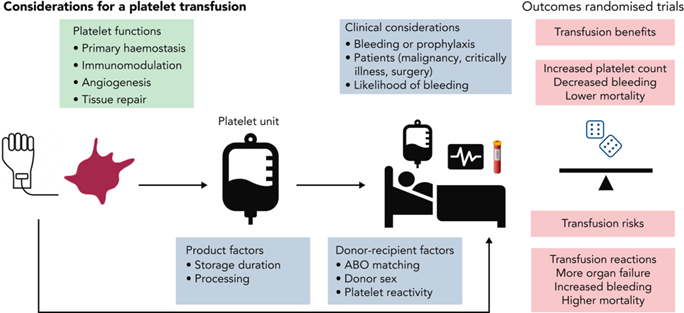 Considerations for a platelet transfusion
Platelet functions
• Primary haemostasis
• Immunomodulation
• Angiogenesis
• Tissue repair
Clinical considerations
• Bleeding or prophylaxis
• Patients (malignancy, critically
illness, surgery)
• Likelihood of bleeding
Platelet unit
Product factors
• Storage duration
• Processing
Donor-recipient factors
• ABO matching
• Donor sex
• Platelet reactivity
Outcomes randomised trials
Transfusion benefits
Increased platelet count
Decreased bleeding
Lower mortality
Transfusion risks
Transfusion reactions
More organ failure
Increased bleeding
Higher mortality